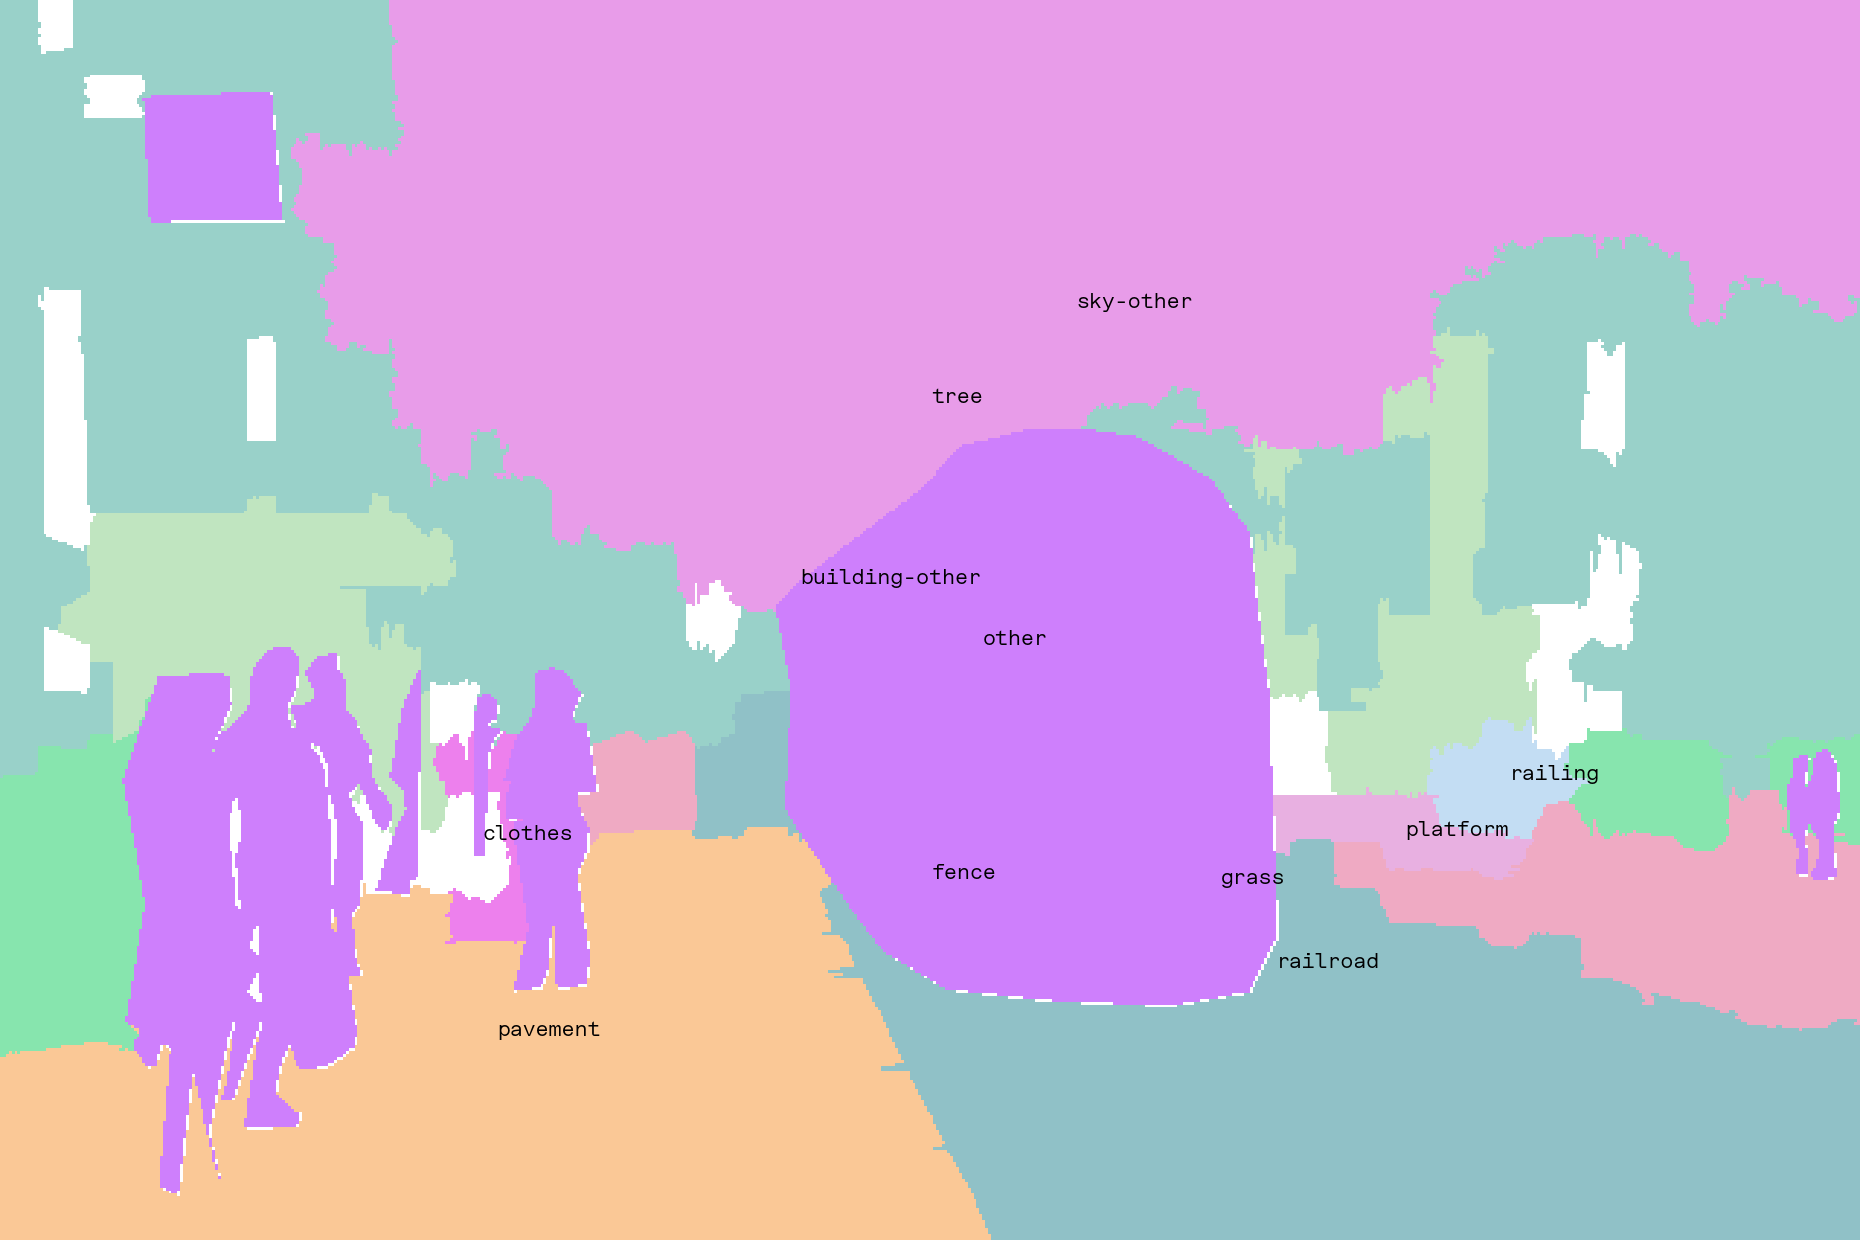 sky-other
tree
building-other
other
railing
platform
clothes
fence
grass
railroad
pavement